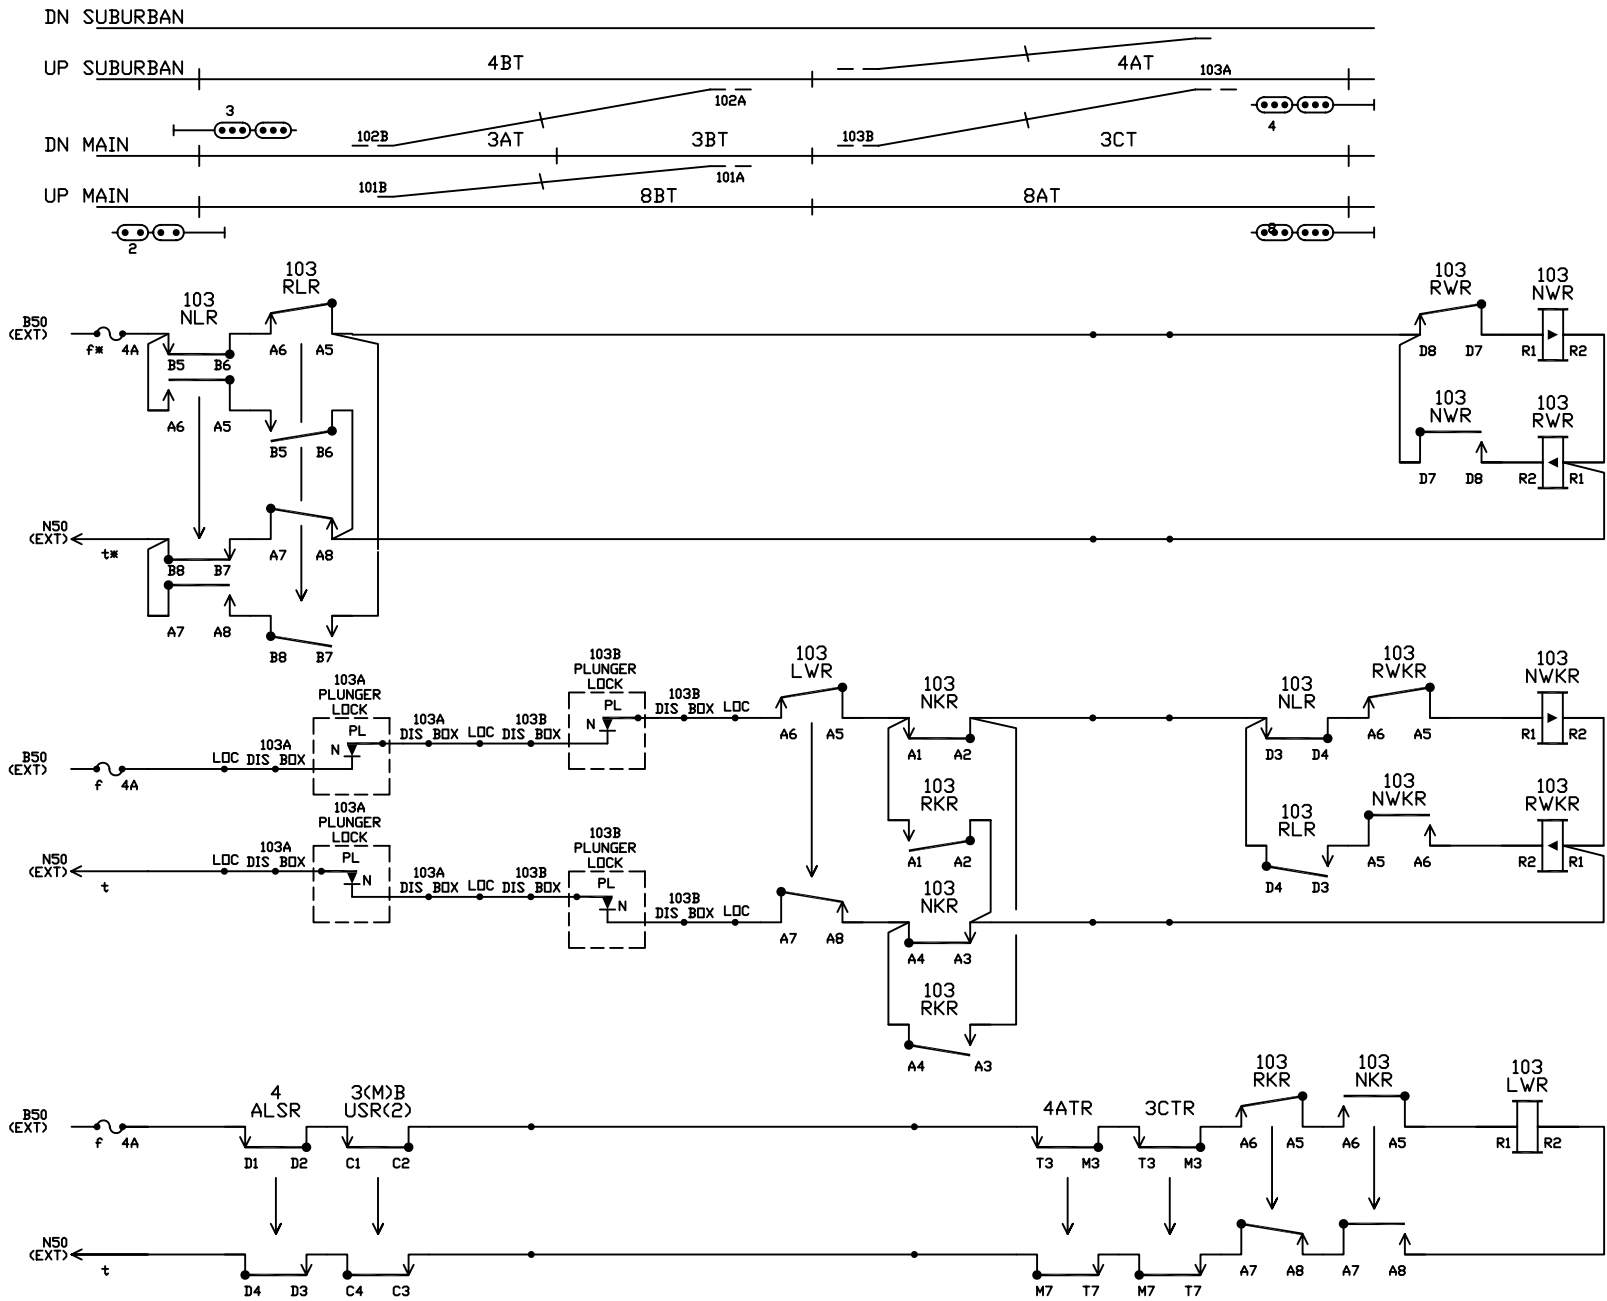 DN SUBURBAN
UP SUBURBAN
4BT
4AT
103A
3
102A
4
DN MAIN
102B
3AT
3BT
103B
3CT
UP MAIN
101B
101A
8BT
8AT
2
8
103
RLR
103
NLR
103
RWR
103
NWR
B50
(EXT)
f*
4A
B5
B6
A6
A5
D8
D7
R1
R2
A6
A5
B5
B6
103
NWR
103
RWR
D7
D8
R2
R1
N50
(EXT)
t*
B8
B7
A7
A8
A7
A8
B8
B7
103A
PLUNGER
LOCK
103B
PLUNGER
LOCK
103
LWR
103
NKR
103
NLR
103
RWKR
103
NWKR
B50
(EXT)
f
4A
LOC
103A
DIS BOX
PL
N
103A
DIS BOX
LOC
103B
DIS BOX
PL
N
103B
DIS BOX
LOC
A6
A5
A1
A2
D3
D4
A6
A5
R1
R2
103A
PLUNGER
LOCK
103B
PLUNGER
LOCK
103
RKR
103
RLR
103
NWKR
103
RWKR
N50
(EXT)
t
LOC
103A
DIS BOX
PL
N
103A
DIS BOX
LOC
103B
DIS BOX
PL
N
103B
DIS BOX
LOC
A1
A2
D4
D3
A5
A6
R2
R1
103
NKR
A7
A8
A4
A3
103
RKR
A4
A3
4
ALSR
3(M)B
USR(2)
4ATR
3CTR
103
RKR
103
NKR
103
LWR
B50
(EXT)
f
4A
D1
D2
C1
C2
T3
M3
T3
M3
A6
A5
A6
A5
R1
R2
N50
(EXT)
t
D4
D3
C4
C3
M7
T7
M7
T7
A7
A8
A7
A8